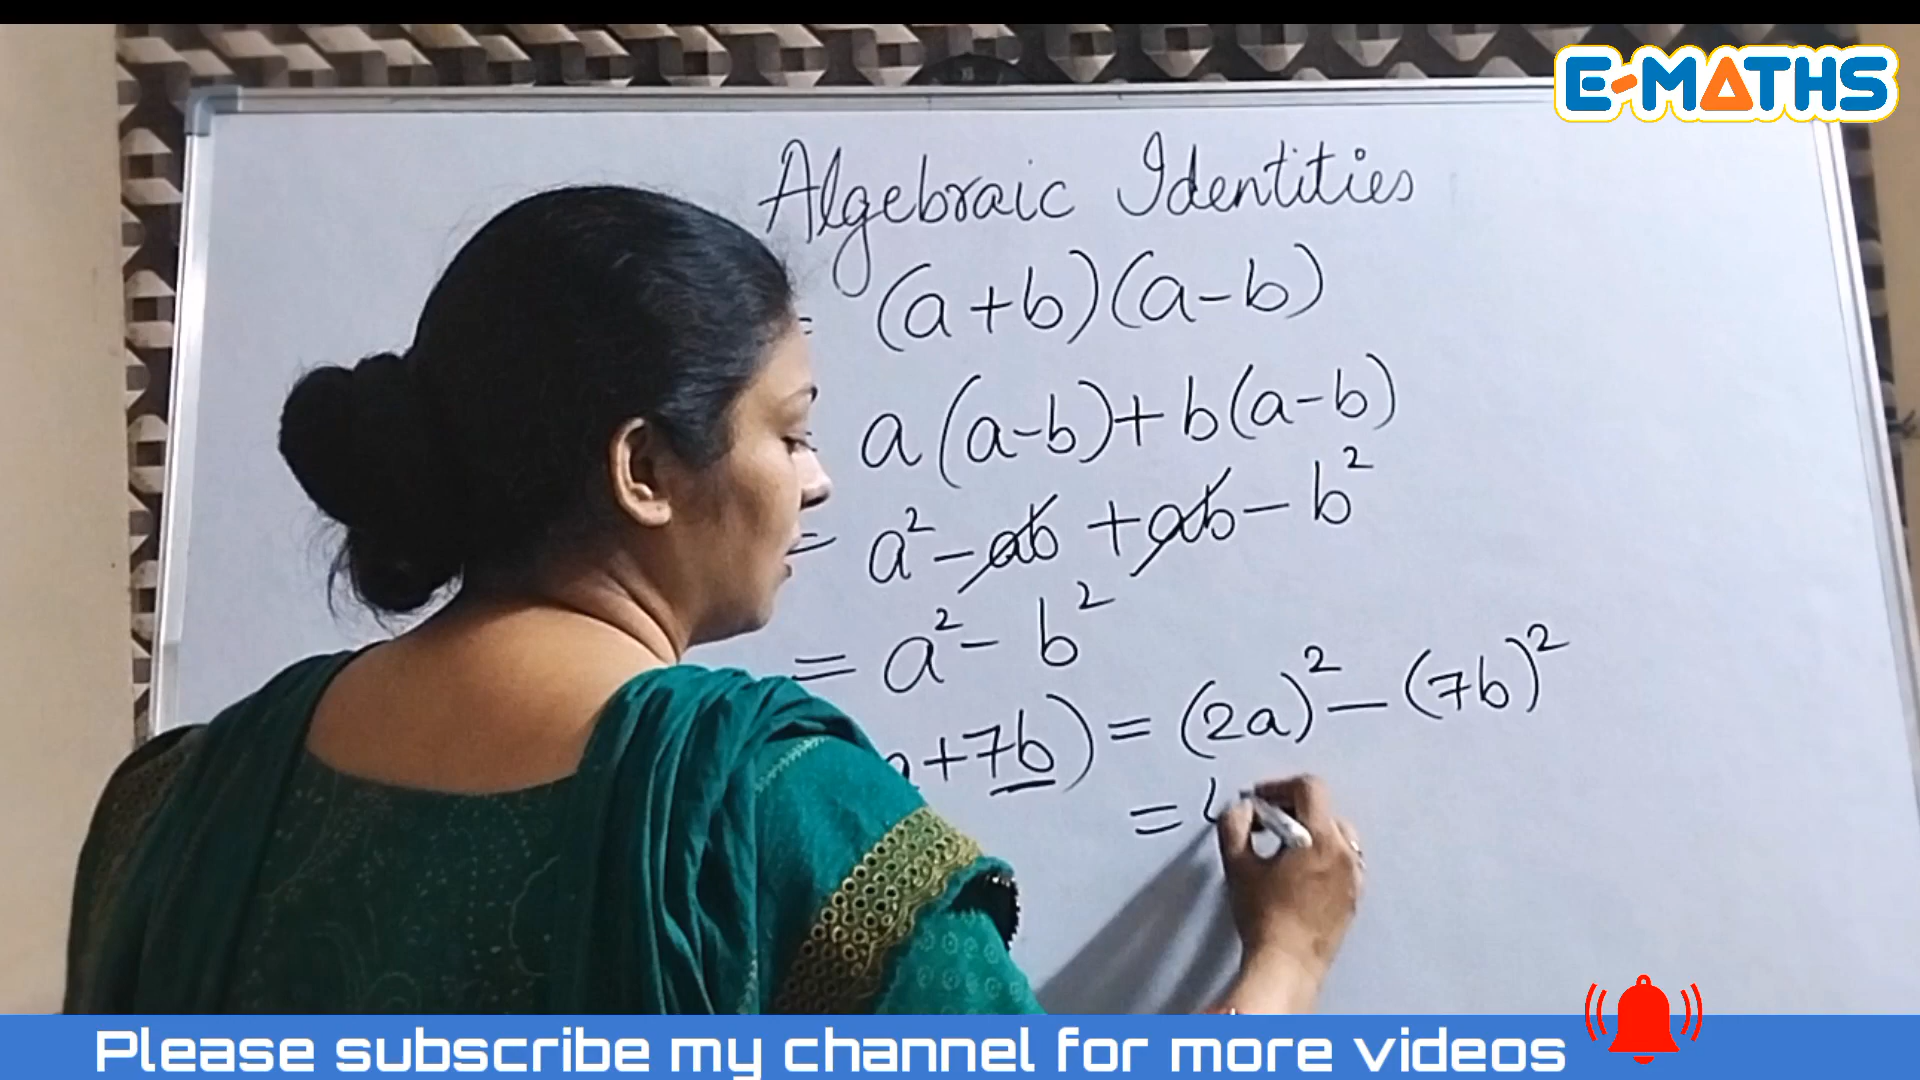 E-MATHS
Algebraic Identities
= (a+b)(a-b)
= a(a-b)+b(a-b)
= a²-ab+ab-b²
= a²-b²
+7b) = (2a)²-(7b)²
=
Please subscribe my channel for more videos